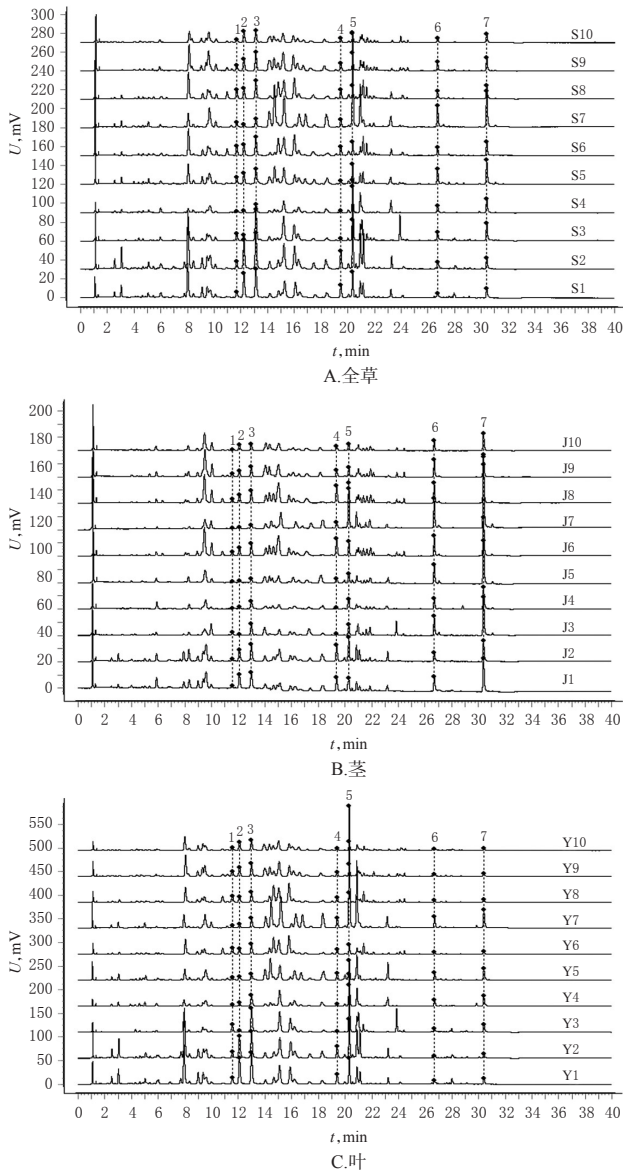 300
280
260
240
220
200
180
160
140
120
100
80
60
40
20
0
U,mV
1 2 3 4 5 6 7
S10
S9
S8
S7
S6
S5
S4
S3
S2
S1
0 2 4 6 8 10 12 14 16 18 20 22 24 26 28 30 32 34 36 38 40
t,min
A.全草
200
180
160
140
120
100
80
60
40
20
0
U,mV
1 2 3 4 5 6 7
J10
J9
J8
J7
J6
J5
J4
J3
J2
J1
0 2 4 6 8 10 12 14 16 18 20 22 24 26 28 30 32 34 36 38 40
t,min
B.茎
550
500
450
400
350
300
250
200
150
100
50
0
U,mV
1 2 3 4 5 6 7
Y10
Y9
Y8
Y7
Y6
Y5
Y4
Y3
Y2
Y1
0 2 4 6 8 10 12 14 16 18 20 22 24 26 28 30 32 34 36 38 40
t,min
C.叶